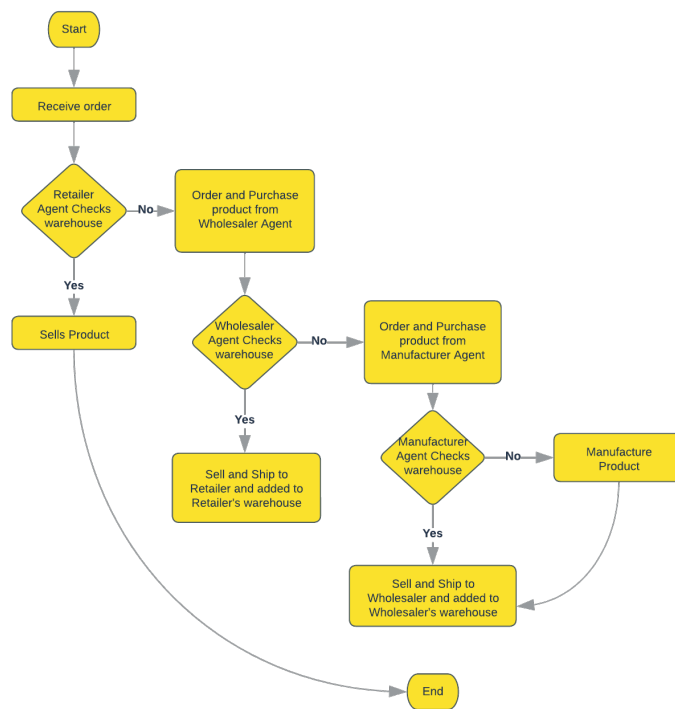 Start
Receive order
Retailer
Agent Checks
warehouse
No
Order and Purchase
product from
Wholesaler Agent
Yes
Sells Product
Wholesaler
Agent Checks
warehouse
No
Order and Purchase
product from
Manufacturer Agent
Yes
Sell and Ship to
Retailer and added to
Retailer's warehouse
Manufacturer
Agent Checks
warehouse
No
Manufacture
Product
Yes
Sell and Ship to
Wholesaler and added to
Wholesaler's warehouse
End